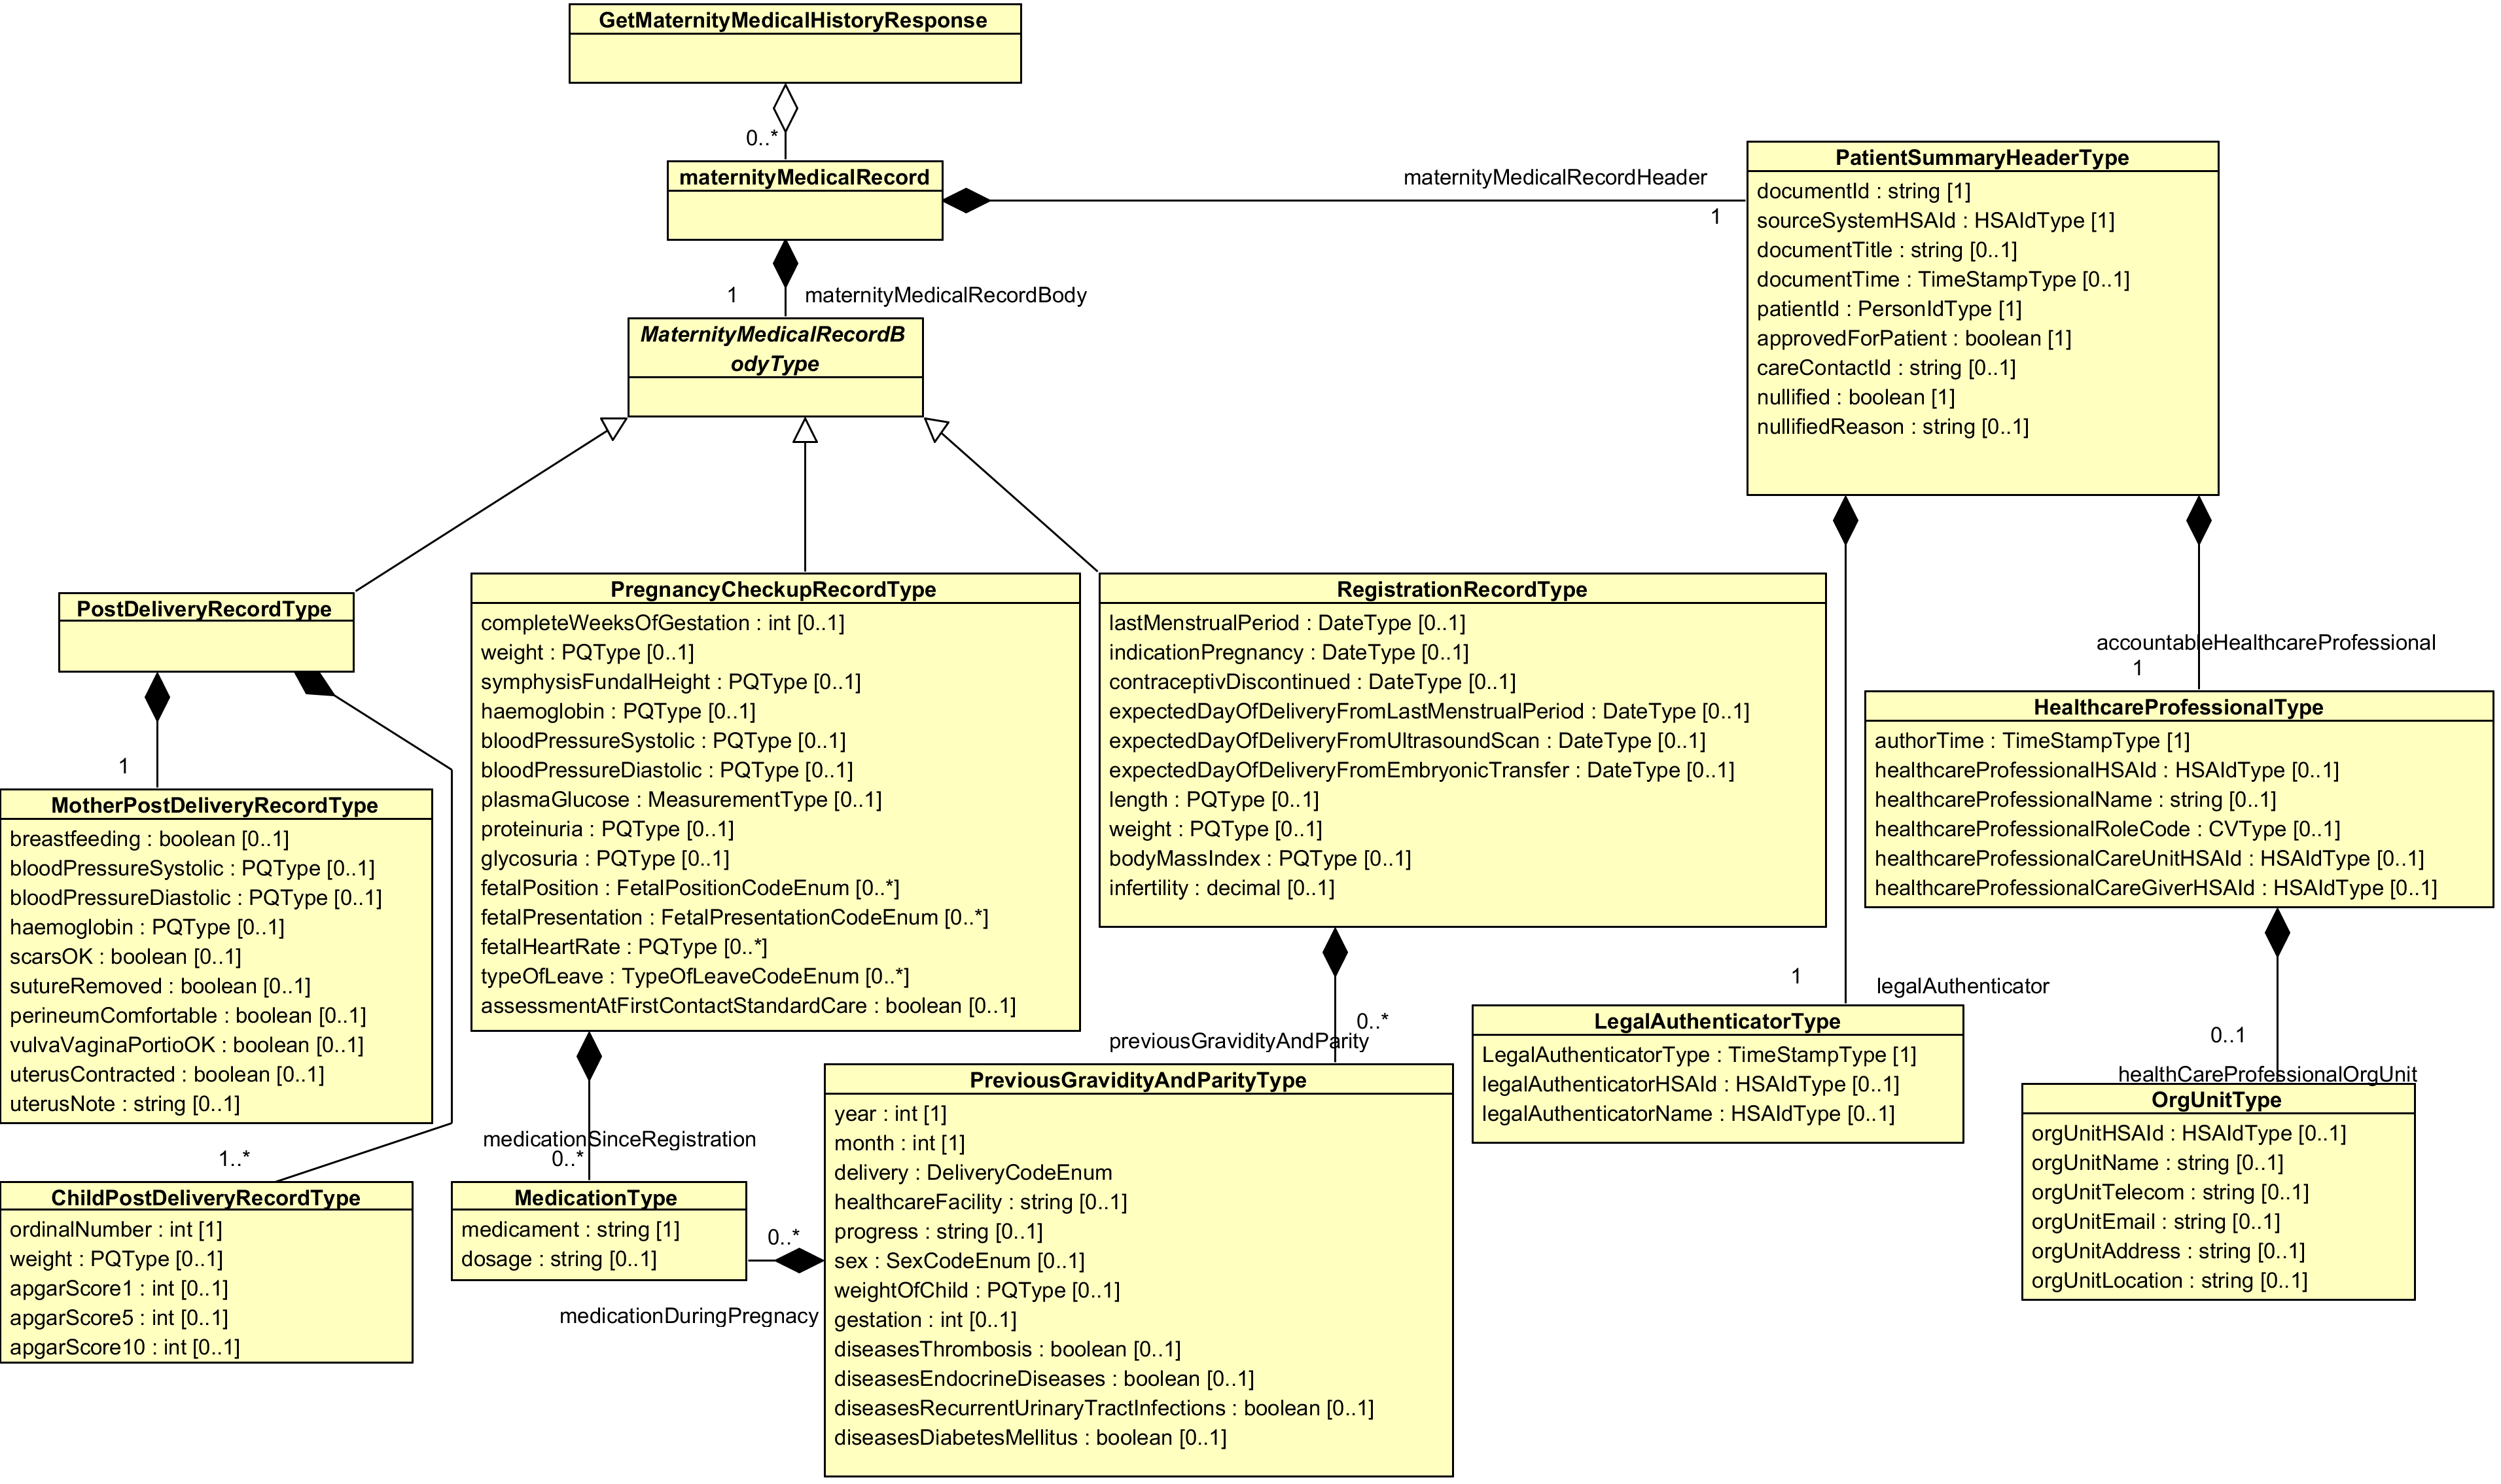 GetMaternityMedicalHistoryResponse
0..*
maternityMedicalRecord
maternityMedicalRecordHeader
1
PatientSummaryHeaderType
documentId : string [1]
sourceSystemHSAId : HSAIdType [1]
documentTitle : string [0..1]
documentTime : TimeStampType [0..1]
patientId : PersonIdType [1]
approvedForPatient : boolean [1]
careContactId : string [0..1]
nullified : boolean [1]
nullifiedReason : string [0..1]
1
maternityMedicalRecordBody
MaternityMedicalRecordB
odyType
PostDeliveryRecordType
PregnancyCheckupRecordType
completeWeeksOfGestation : int [0..1]
weight : PQType [0..1]
symphysisFundalHeight : PQType [0..1]
haemoglobin : PQType [0..1]
bloodPressureSystolic : PQType [0..1]
bloodPressureDiastolic : PQType [0..1]
plasmaGlucose : MeasurementType [0..1]
proteinuria : PQType [0..1]
glycosuria : PQType [0..1]
fetalPosition : FetalPositionCodeEnum [0..*]
fetalPresentation : FetalPresentationCodeEnum [0..*]
fetalHeartRate : PQType [0..*]
typeOfLeave : TypeOfLeaveCodeEnum [0..*]
assessmentAtFirstContactStandardCare : boolean [0..1]
RegistrationRecordType
lastMenstrualPeriod : DateType [0..1]
indicationPregnancy : DateType [0..1]
contraceptivDiscontinued : DateType [0..1]
expectedDayOfDeliveryFromLastMenstrualPeriod : DateType [0..1]
expectedDayOfDeliveryFromUltrasoundScan : DateType [0..1]
expectedDayOfDeliveryFromEmbryonicTransfer : DateType [0..1]
length : PQType [0..1]
weight : PQType [0..1]
bodyMassIndex : PQType [0..1]
infertility : decimal [0..1]
accountableHealthcareProfessional
1
HealthcareProfessionalType
authorTime : TimeStampType [1]
healthcareProfessionalHSAId : HSAIdType [0..1]
healthcareProfessionalName : string [0..1]
healthcareProfessionalRoleCode : CVType [0..1]
healthcareProfessionalCareUnitHSAId : HSAIdType [0..1]
healthcareProfessionalCareGiverHSAId : HSAIdType [0..1]
1
MotherPostDeliveryRecordType
breastfeeding : boolean [0..1]
bloodPressureSystolic : PQType [0..1]
bloodPressureDiastolic : PQType [0..1]
haemoglobin : PQType [0..1]
scarsOK : boolean [0..1]
sutureRemoved : boolean [0..1]
perineumComfortable : boolean [0..1]
vulvaVaginaPortioOK : boolean [0..1]
uterusContracted : boolean [0..1]
uterusNote : string [0..1]
1..*
ChildPostDeliveryRecordType
ordinalNumber : int [1]
weight : PQType [0..1]
apgarScore1 : int [0..1]
apgarScore5 : int [0..1]
apgarScore10 : int [0..1]
medicationSinceRegistration
0..*
MedicationType
medicament : string [1]
dosage : string [0..1]
0..*
medicationDuringPregnacy
0..*
previousGravidityAndParity
PreviousGravidityAndParityType
year : int [1]
month : int [1]
delivery : DeliveryCodeEnum
healthcareFacility : string [0..1]
progress : string [0..1]
sex : SexCodeEnum [0..1]
weightOfChild : PQType [0..1]
gestation : int [0..1]
diseasesThrombosis : boolean [0..1]
diseasesEndocrineDiseases : boolean [0..1]
diseasesRecurrentUrinaryTractInfections : boolean [0..1]
diseasesDiabetesMellitus : boolean [0..1]
1
legalAuthenticator
LegalAuthenticatorType
LegalAuthenticatorType : TimeStampType [1]
legalAuthenticatorHSAId : HSAIdType [0..1]
legalAuthenticatorName : HSAIdType [0..1]
0..1
healthCareProfessionalOrgUnit
OrgUnitType
orgUnitHSAId : HSAIdType [0..1]
orgUnitName : string [0..1]
orgUnitTelecom : string [0..1]
orgUnitEmail : string [0..1]
orgUnitAddress : string [0..1]
orgUnitLocation : string [0..1]